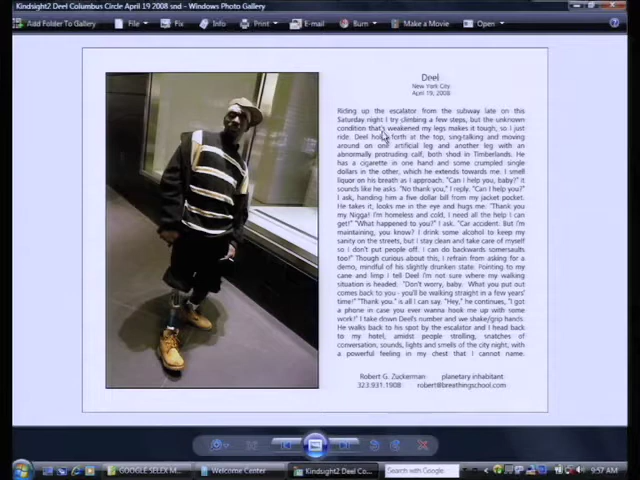 Kindsight2 Deel Columbus Circle April 19 2008 snd - Windows Photo Gallery
Add Folder To Gallery File Fix Info Print E-mail Burn Make a Movie Open
Deel
New York City
April 19, 2008
Riding up the escalator from the subway late on this
Saturday night I try climbing a few steps, but the unknown
condition that's weakened my legs makes it tough, so I just
ride. Deel holds forth at the top, sing-talking and moving
around on one artificial leg and another leg with an
abnormally protruding calf, both shod in Timberlands. He
has a cigarette in one hand and some crumpled single
dollars in the other, which he extends towards me. I smell
liquor on his breath as I approach. "Can I help you, baby?" it
sounds like he asks. "No thank you," I reply. "Can I help you?"
I ask, handing him a five dollar bill from my jacket pocket.
He takes it, looks me in the eye and hugs me. "Thank you
my Nigga! I'm homeless and cold, I need all the help I can
get!" "What happened to you?" I ask. "Car accident. But I'm
maintaining, you know? I drink some alcohol to keep my
sanity on the streets, but I stay clean and take care of myself
so I don't put people off. I can do backwards somersaults
too!" Though curious about this, I refrain from asking for a
demo, mindful of his slightly drunken state. Pointing to my
cane and limp I tell Deel I'm not sure where my walking
situation is headed. "Don't worry, baby. What you put out
comes back to you - you'll be walking straight in a few years'
time!" "Thank you." is all I can say. "Hey," he continues, "I got
a phone in case you ever wanna hook me up with some
work!" I take down Deel's number and we shake/grip hands.
He walks back to his spot by the escalator and I head back
to my hotel, amidst people strolling, snatches of
conversation, sounds, lights and smells of the city night, with
a powerful feeling in my chest that I cannot name.
Robert G. Zuckerman planetary inhabitant
323.931.1908 robert@breathingschool.com
GOOGLE SELEX M... Welcome Center Kindsight2 Deel Co... Search with Google 9:57 AM